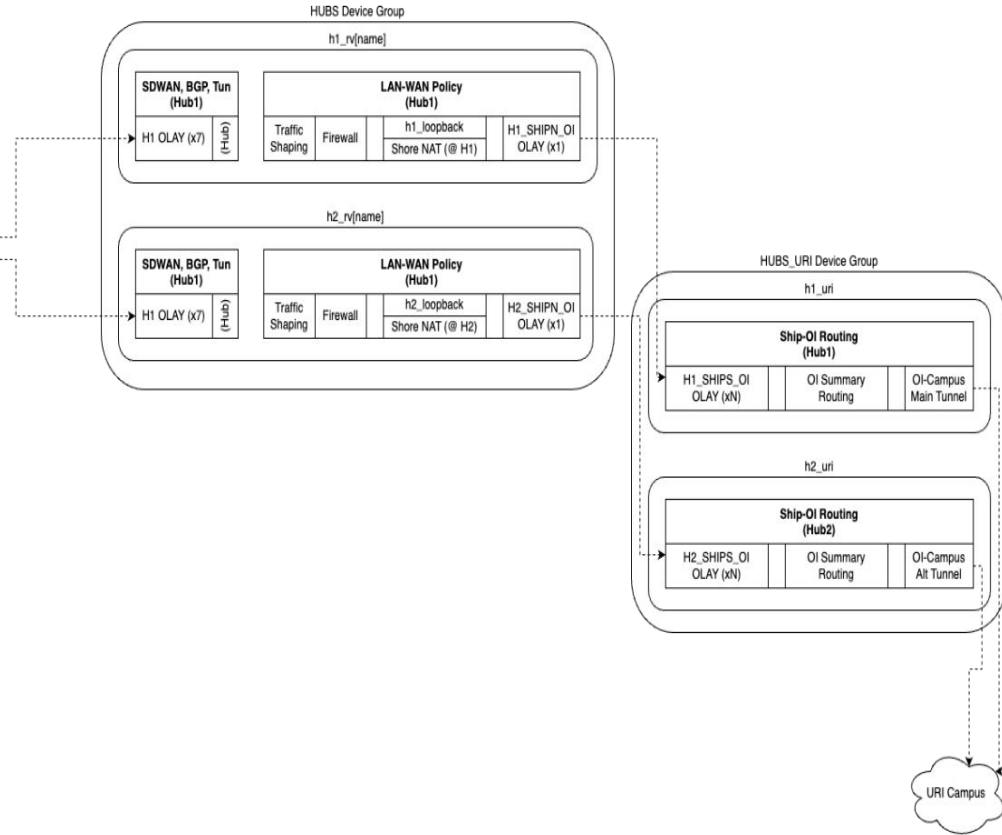 HUBS Device Group
h1_rv[name]
SDWAN, BGP, Tun
(Hub1)
H1 OLAY (x7)
(Hub)
LAN-WAN Policy
(Hub1)
Traffic
Shaping
Firewall
h1_loopback
Shore NAT (@ H1)
H1_SHIPN_OI
OLAY (x1)
h2_rv[name]
SDWAN, BGP, Tun
(Hub1)
H1 OLAY (x7)
(Hub)
LAN-WAN Policy
(Hub1)
Traffic
Shaping
Firewall
h2_loopback
Shore NAT (@ H2)
H2_SHIPN_OI
OLAY (x1)
HUBS_URI Device Group
h1_uri
Ship-OI Routing
(Hub1)
H1_SHIPS_OI
OLAY (xN)
OI Summary
Routing
OI-Campus
Main Tunnel
h2_uri
Ship-OI Routing
(Hub2)
H2_SHIPS_OI
OLAY (xN)
OI Summary
Routing
OI-Campus
Alt Tunnel
URI Campus